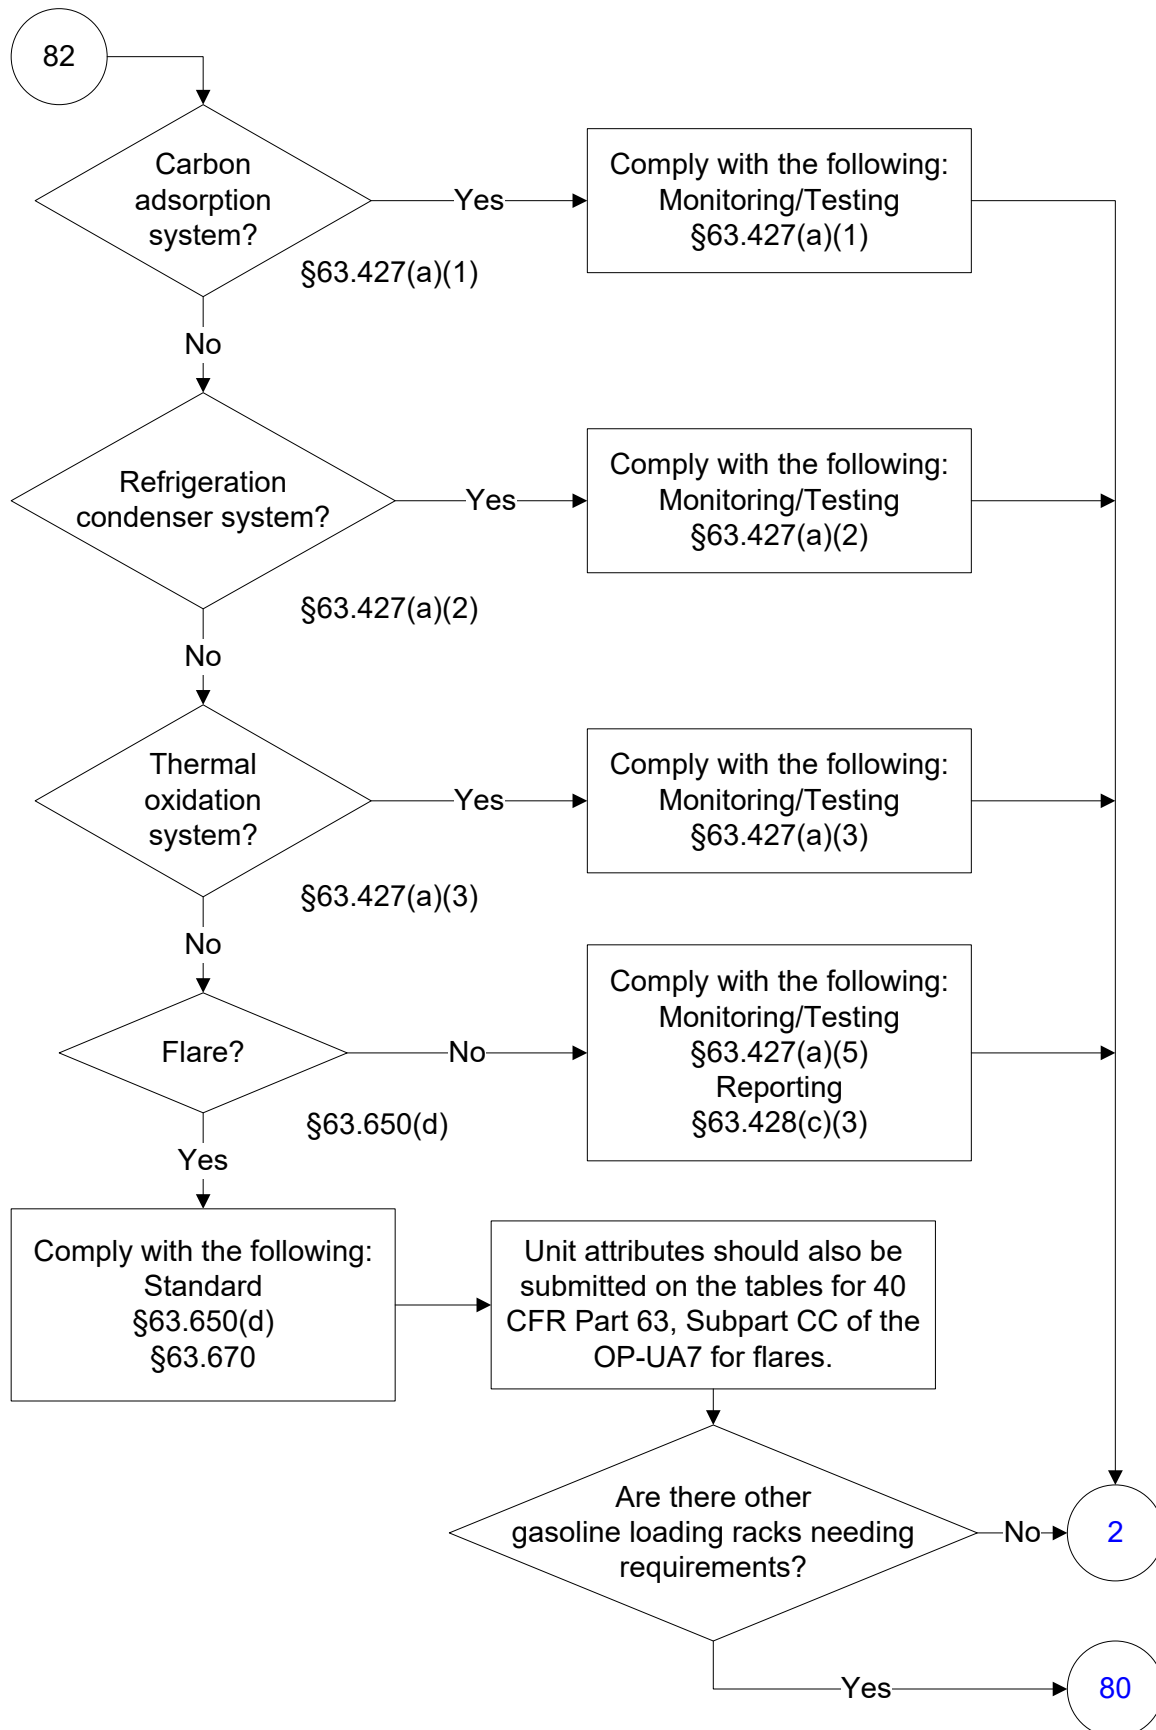 82
Carbon
adsorption
system?
Yes
Comply with the following:
Monitoring/Testing
§63.427(a)(1)
§63.427(a)(1)
No
Refrigeration
condenser system?
Yes
Comply with the following:
Monitoring/Testing
§63.427(a)(2)
§63.427(a)(2)
No
Thermal
oxidation
system?
Yes
Comply with the following:
Monitoring/Testing
§63.427(a)(3)
§63.427(a)(3)
No
Flare?
No
Comply with the following:
Monitoring/Testing
§63.427(a)(5)
Reporting
§63.428(c)(3)
§63.650(d)
Yes
Comply with the following:
Standard
§63.650(d)
§63.670
Unit attributes should also be
submitted on the tables for 40
CFR Part 63, Subpart CC of the
OP-UA7 for flares.
Are there other
gasoline loading racks needing
requirements?
No
2
Yes
80